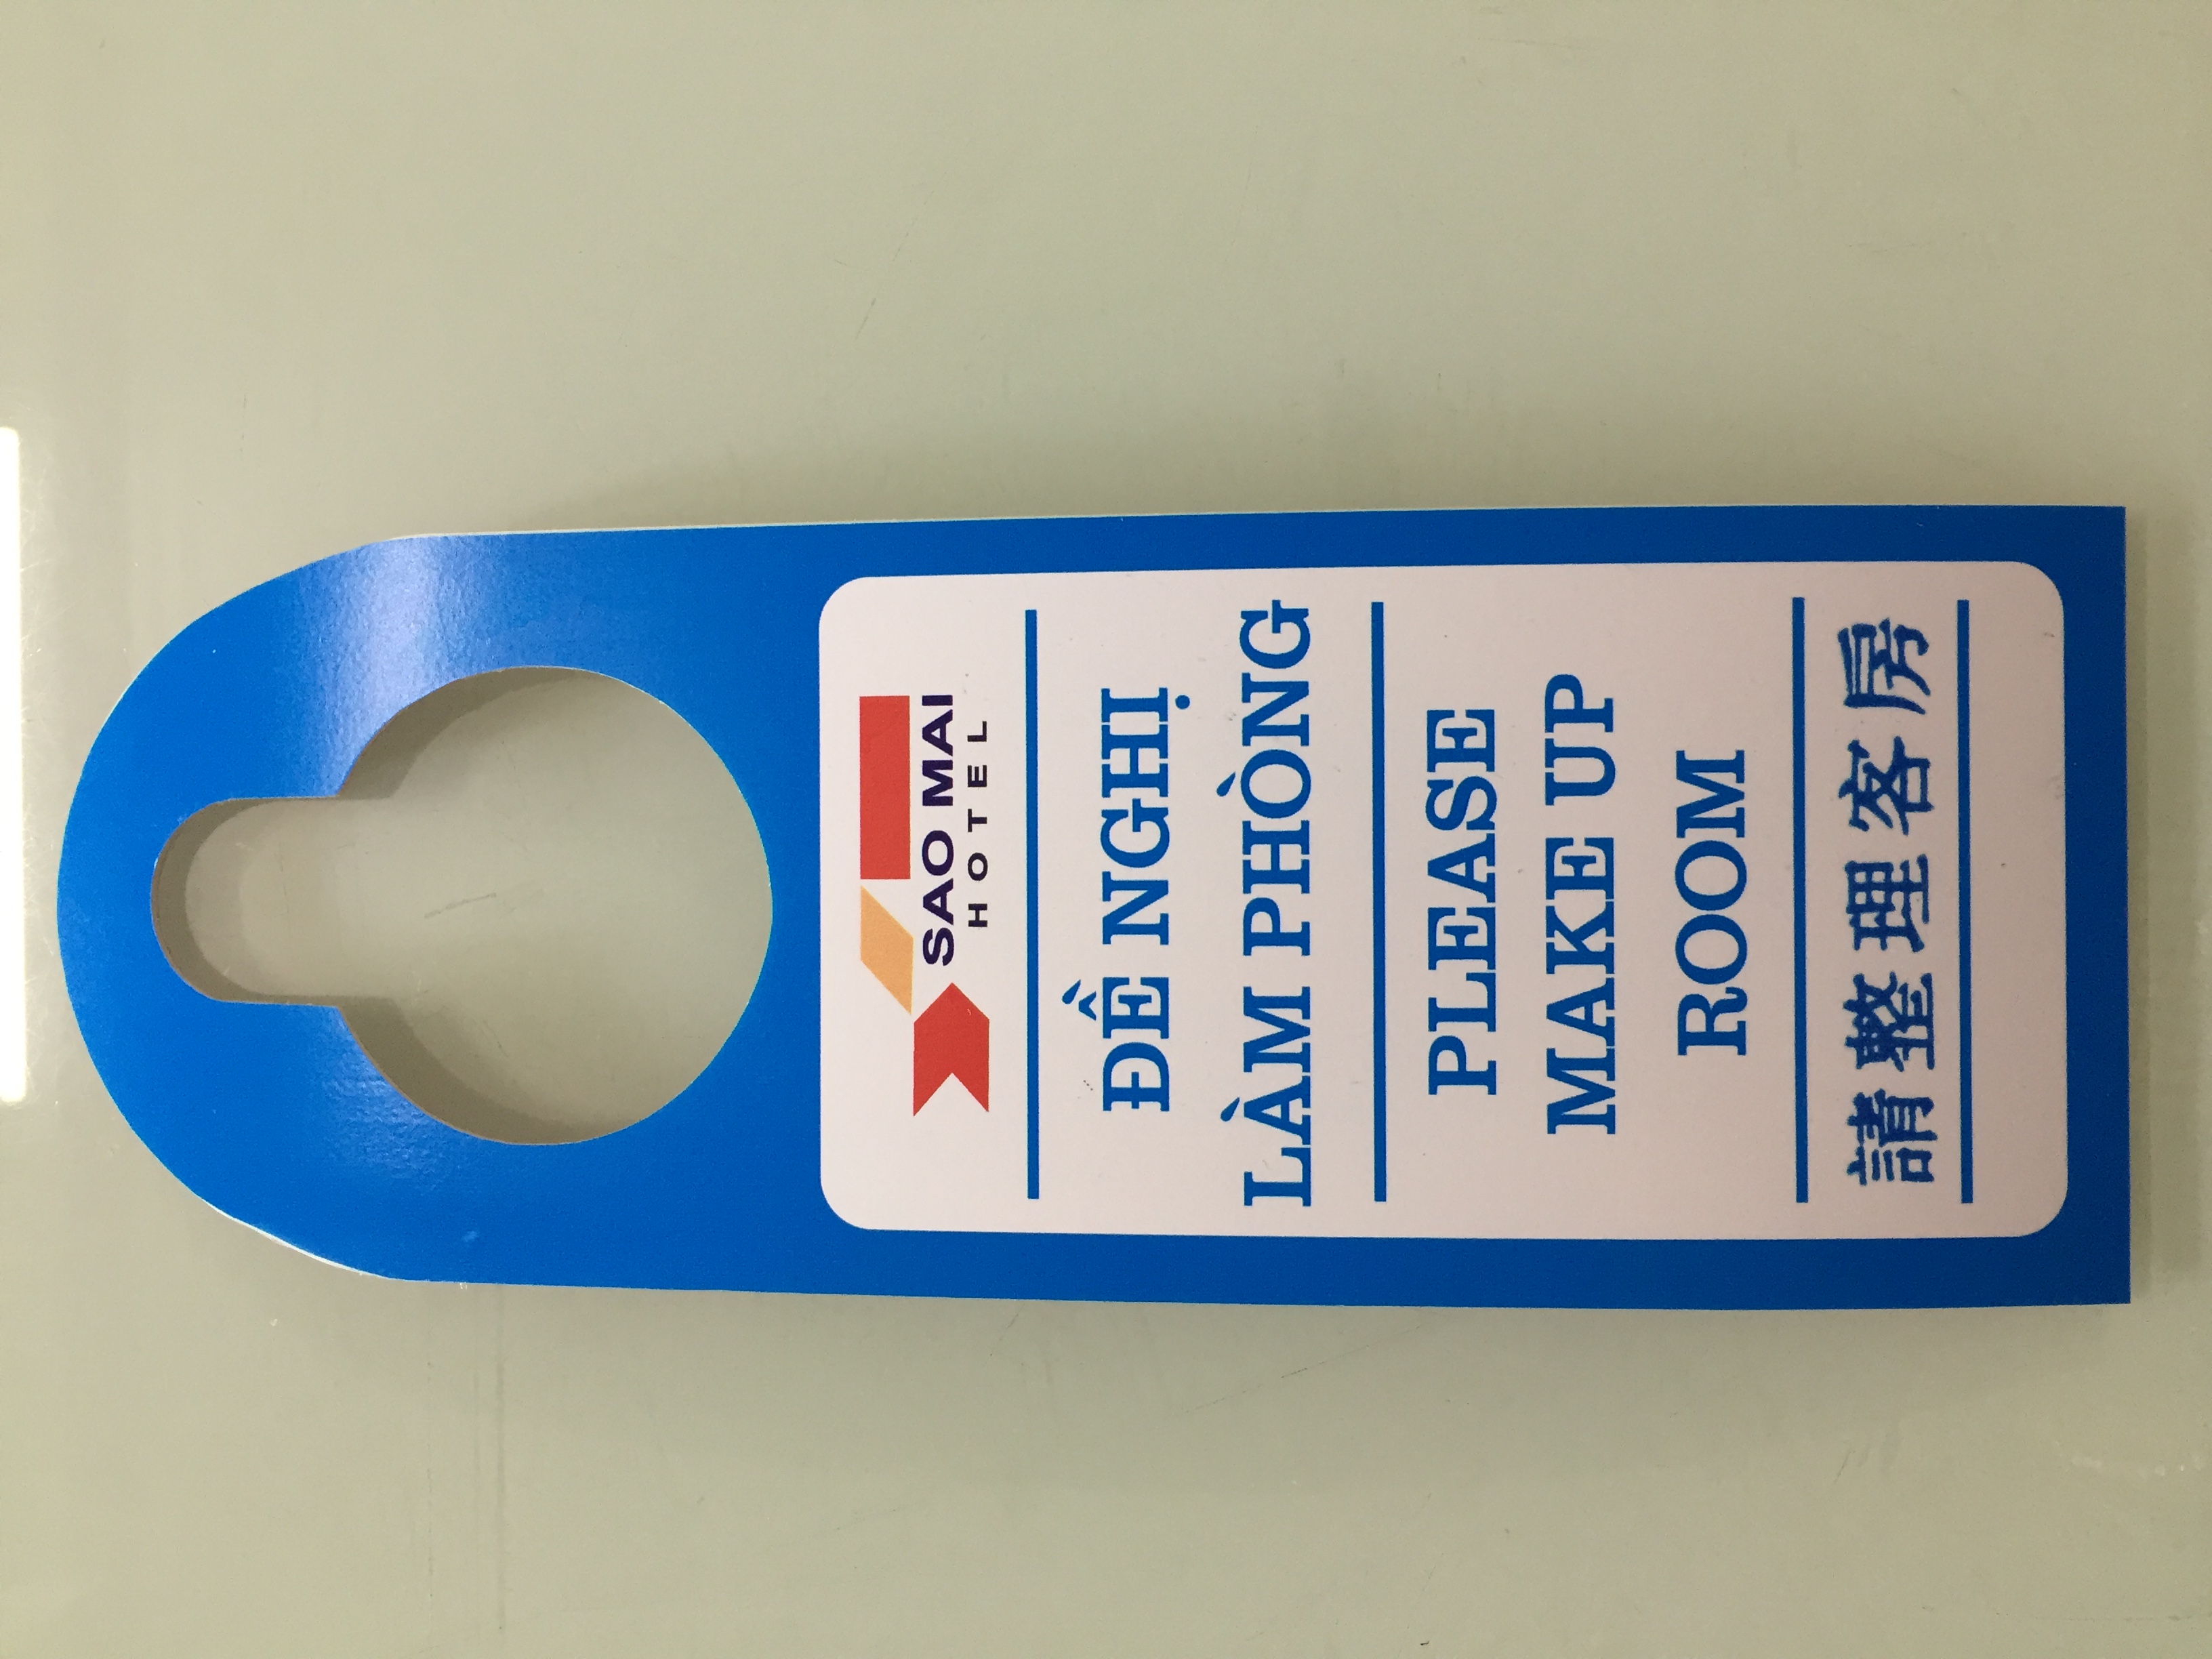 SAO MAI
HOTEL
ĐỀ NGHỊ
LÀM PHÒNG
PLEASE
MAKE UP
ROOM
請整理客房